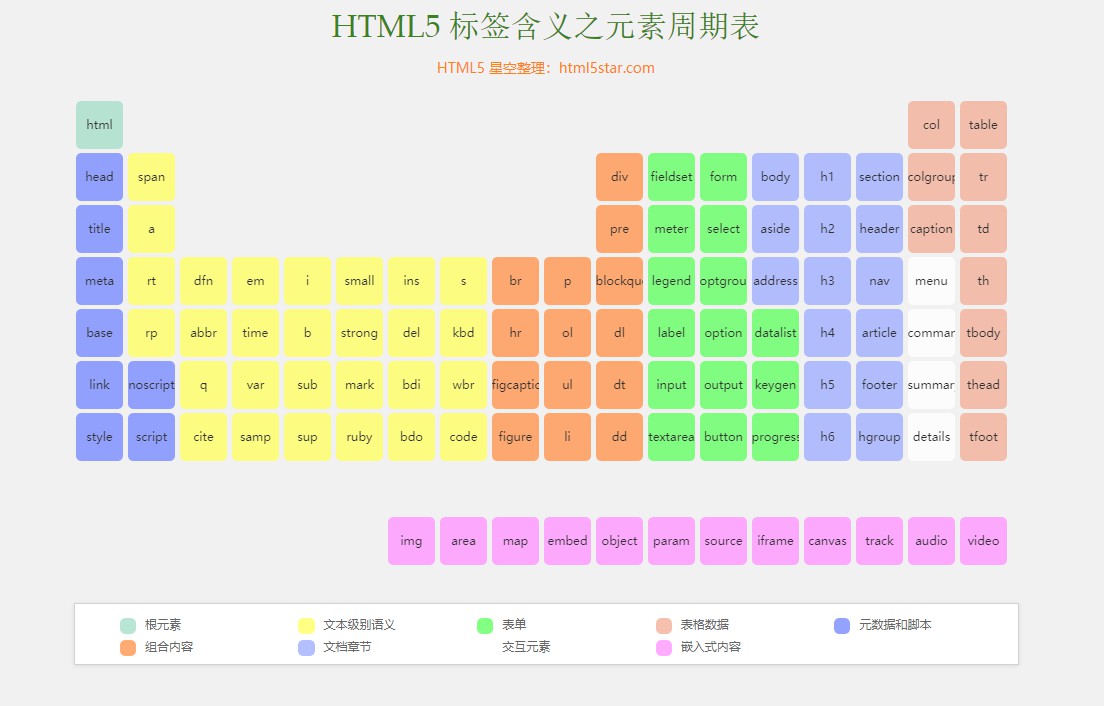 HTML5 标签含义之元素周期表
HTML5 星空整理：html5star.com
html col table
head span div fieldset form body h1 section colgroup tr
title a pre meter select aside h2 header caption td
meta rt dfn em i small ins s br p blockqu legend optgrou address h3 nav menu th
base rp abbr time b strong del kbd hr ol dl label option datalist h4 article comman tbody
link noscript q var sub mark bdi wbr figcaptio ul dt input output keygen h5 footer summar thead
style script cite samp sup ruby bdo code figure li dd textarea button progress h6 hgroup details tfoot
img area map embed object param source iframe canvas track audio video
根元素 文本级别语义 表单 表格数据 元数据和脚本
组合内容 文档章节 交互元素 嵌入式内容